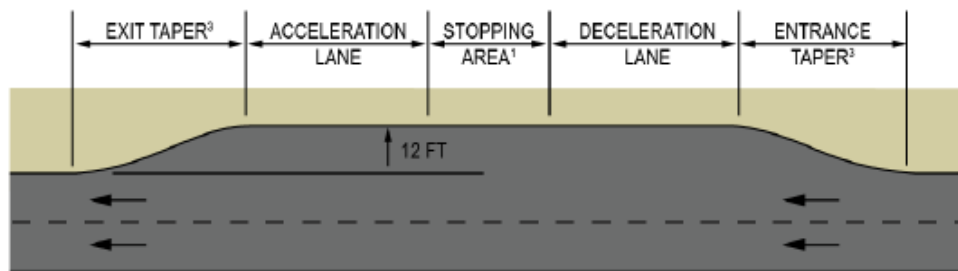 EXIT TAPER³
ACCELERATION
LANE
STOPPING
AREA¹
DECELERATION
LANE
ENTRANCE
TAPER³
12 FT